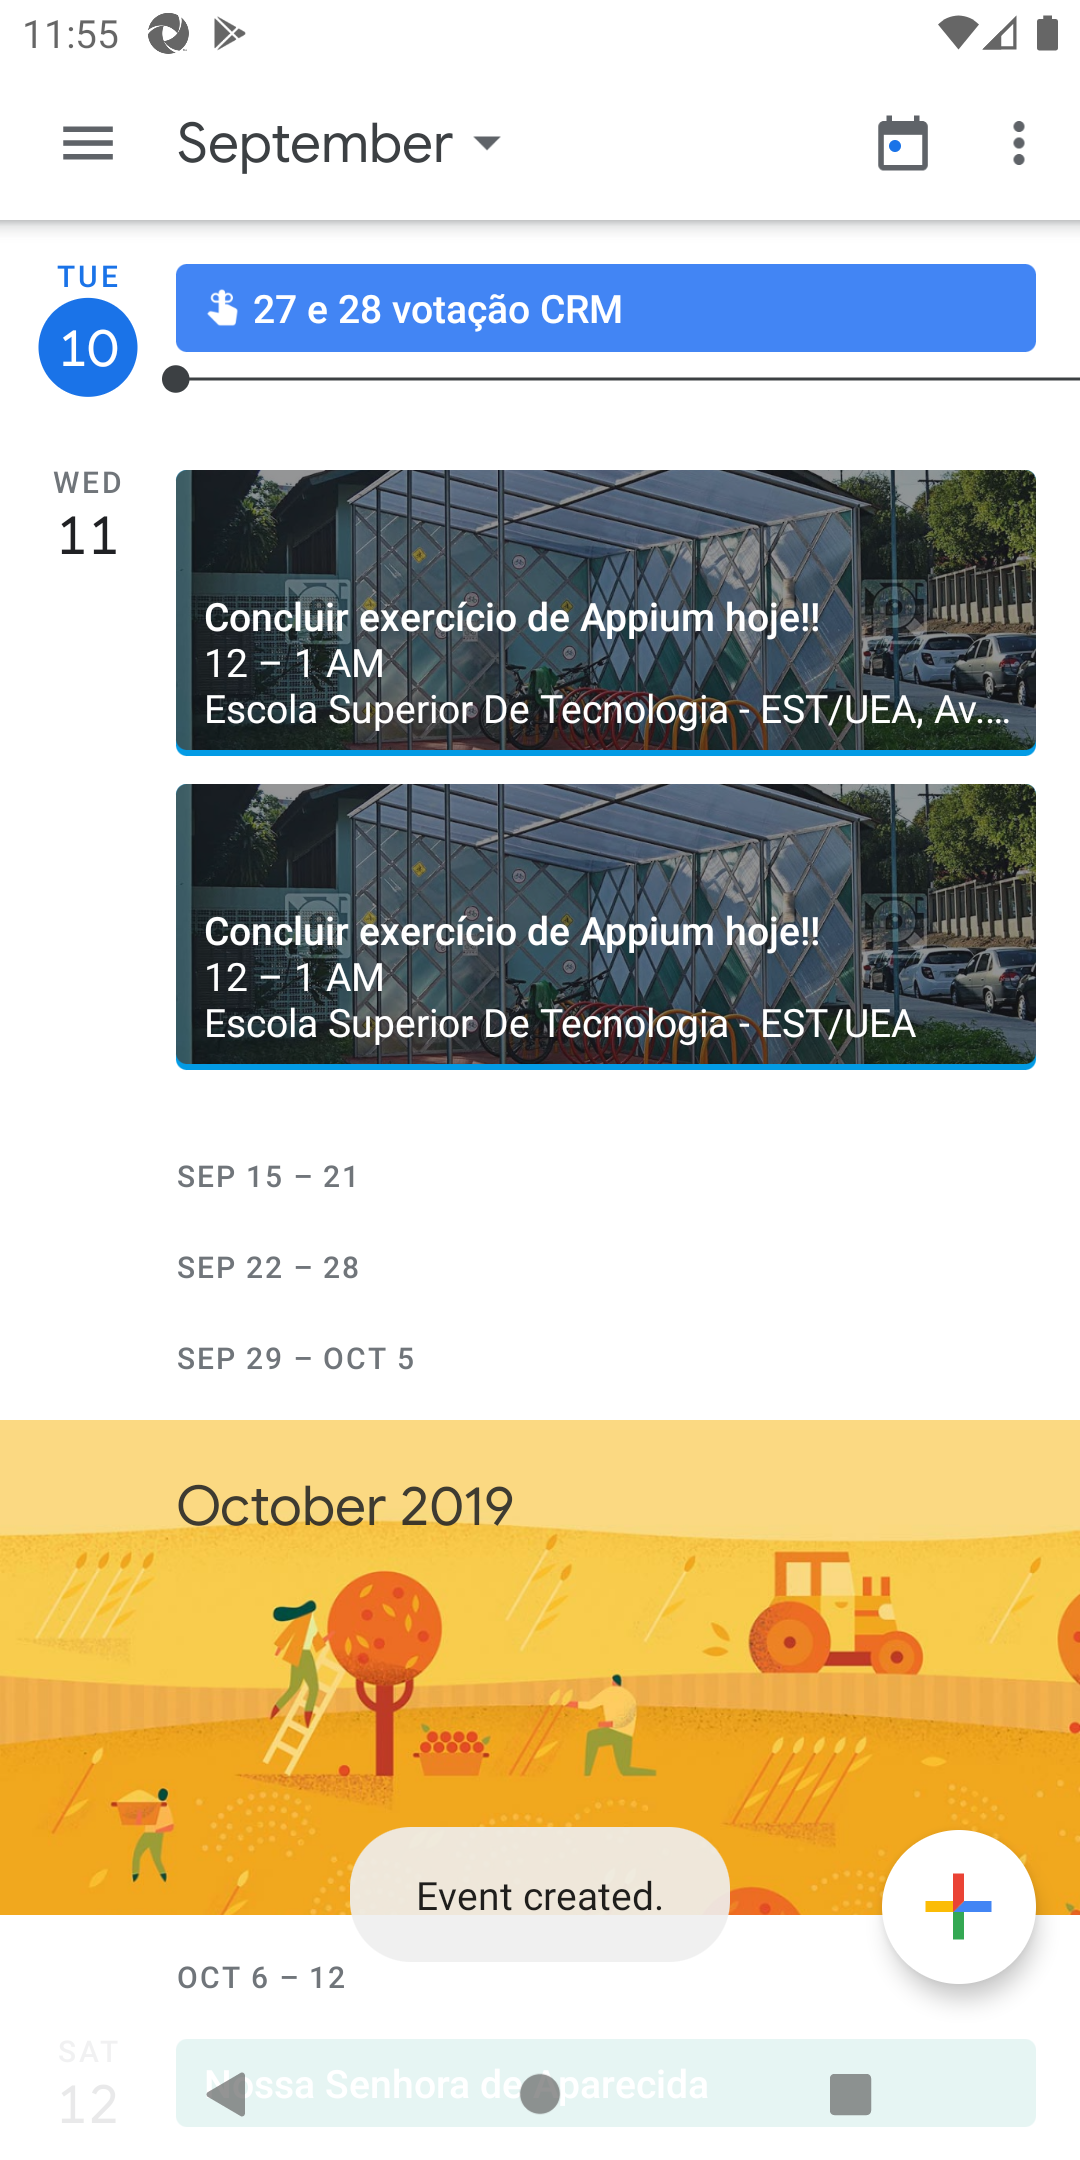 11:55
September
TUE
10
27 e 28 votação CRM
WED
11
Concluir exercício de Appium hoje!!
12 – 1 AM
Escola Superior De Tecnologia - EST/UEA, Av....
Concluir exercício de Appium hoje!!
12 – 1 AM
Escola Superior De Tecnologia - EST/UEA
SEP 15 – 21
SEP 22 – 28
SEP 29 – OCT 5
October 2019
Event created.
OCT 6 – 12
SAT
12
Nossa Senhora de Aparecida